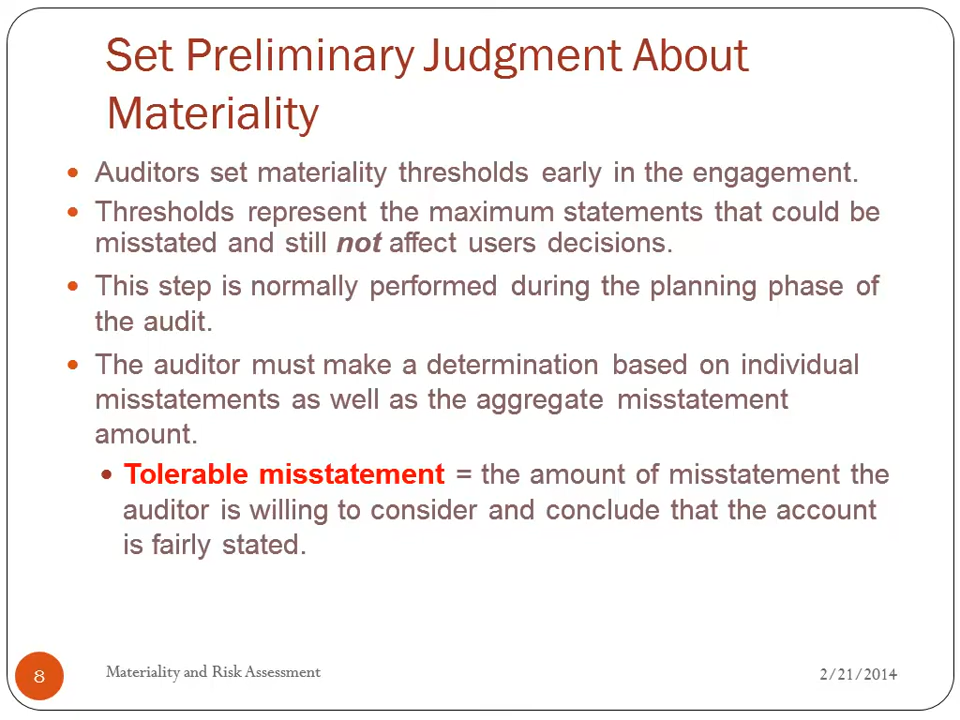 Set Preliminary Judgment About
Materiality
• Auditors set materiality thresholds early in the engagement.
• Thresholds represent the maximum statements that could be
misstated and still not affect users decisions.
• This step is normally performed during the planning phase of
the audit.
• The auditor must make a determination based on individual
misstatements as well as the aggregate misstatement
amount.
• Tolerable misstatement = the amount of misstatement the
auditor is willing to consider and conclude that the account
is fairly stated.
8
Materiality and Risk Assessment
2/21/2014